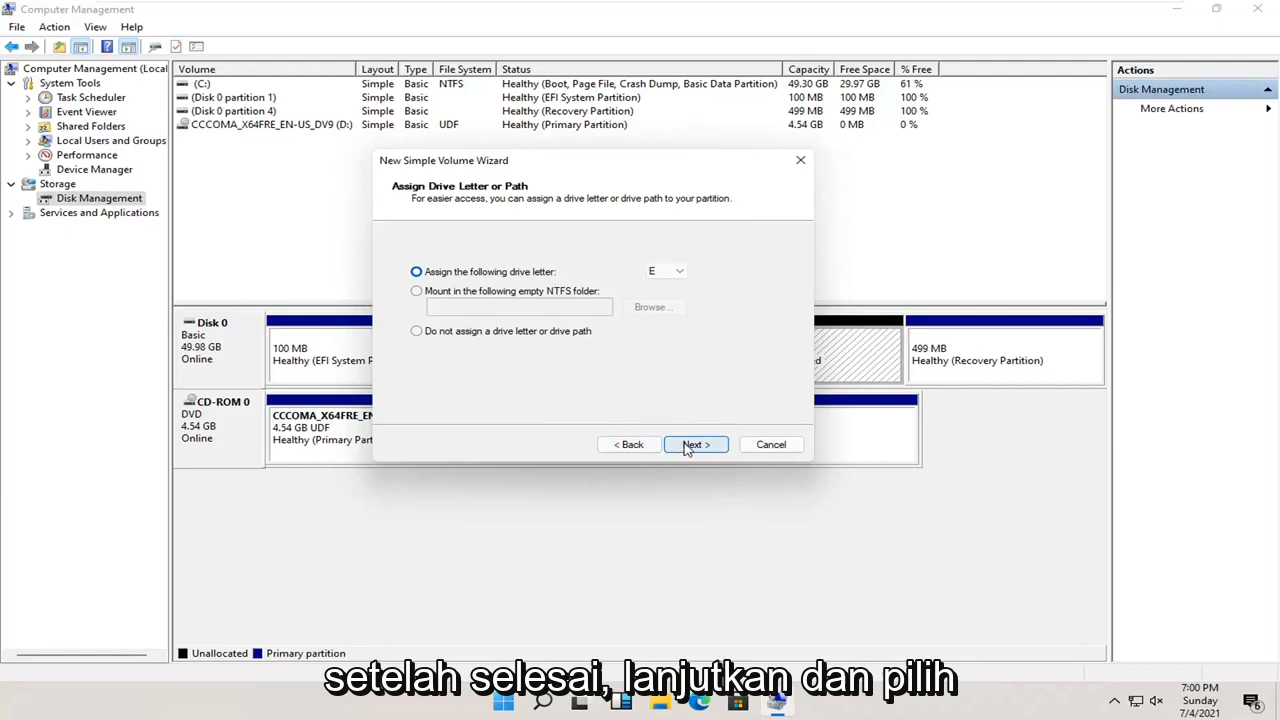 Computer Management
File Action View Help
Computer Management (Local
System Tools
Task Scheduler
Event Viewer
Shared Folders
Local Users and Groups
Performance
Device Manager
Storage
Disk Management
Services and Applications
Volume Layout Type File System Status Capacity Free Space % Free
(C:) Simple Basic NTFS Healthy (Boot, Page File, Crash Dump, Basic Data Partition) 49.30 GB 29.97 GB 61 %
(Disk 0 partition 1) Simple Basic Healthy (EFI System Partition) 100 MB 100 MB 100 %
(Disk 0 partition 4) Simple Basic Healthy (Recovery Partition) 499 MB 499 MB 100 %
CCCOMA_X64FRE_EN-US_DV9 (D:) Simple Basic UDF Healthy (Primary Partition) 4.54 GB 0 MB 0 %
Actions
Disk Management
More Actions
New Simple Volume Wizard
Assign Drive Letter or Path
For easier access, you can assign a drive letter or drive path to your partition.
Assign the following drive letter: E
Mount in the following empty NTFS folder:
Browse...
Do not assign a drive letter or drive path
< Back Next > Cancel
Disk 0
Basic
49.98 GB
Online
100 MB
Healthy (EFI System P
d
499 MB
Healthy (Recovery Partition)
CD-ROM 0
DVD
4.54 GB
Online
CCCOMA_X64FRE_EN
4.54 GB UDF
Healthy (Primary Part
Unallocated Primary partition
setelah selesai, lanjutkan dan pilih
7:00 PM
Sunday
7/4/2021
6